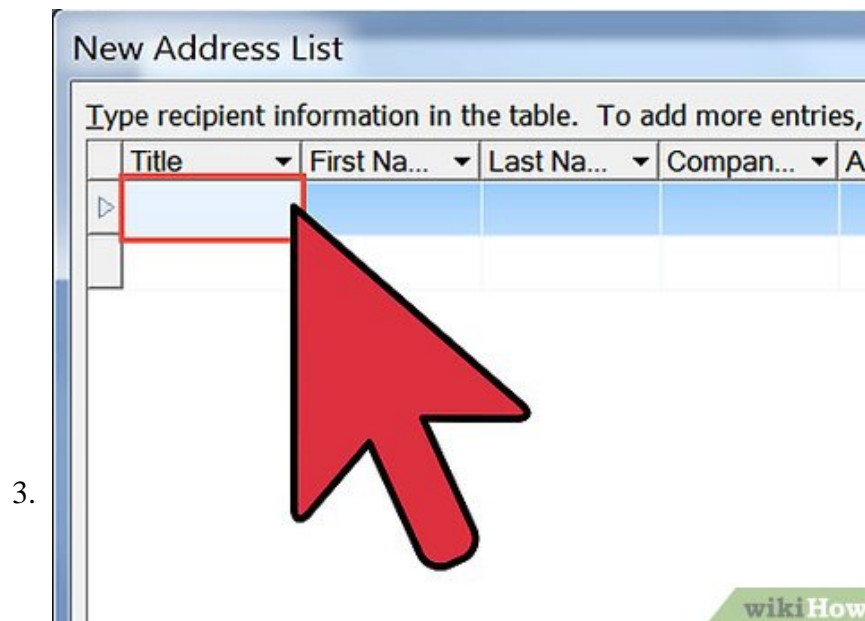 New Address List
Type recipient information in the table. To add more entries,
Title First Na... Last Na... Compan... A
3.
wikiHow